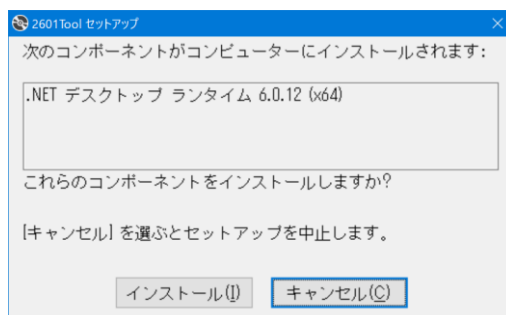 2601Tool セットアップ
次のコンポーネントがコンピューターにインストールされます:
.NET デスクトップ ランタイム 6.0.12 (x64)
これらのコンポーネントをインストールしますか?
[キャンセル] を選ぶとセットアップを中止します。
インストール(I)
キャンセル(C)